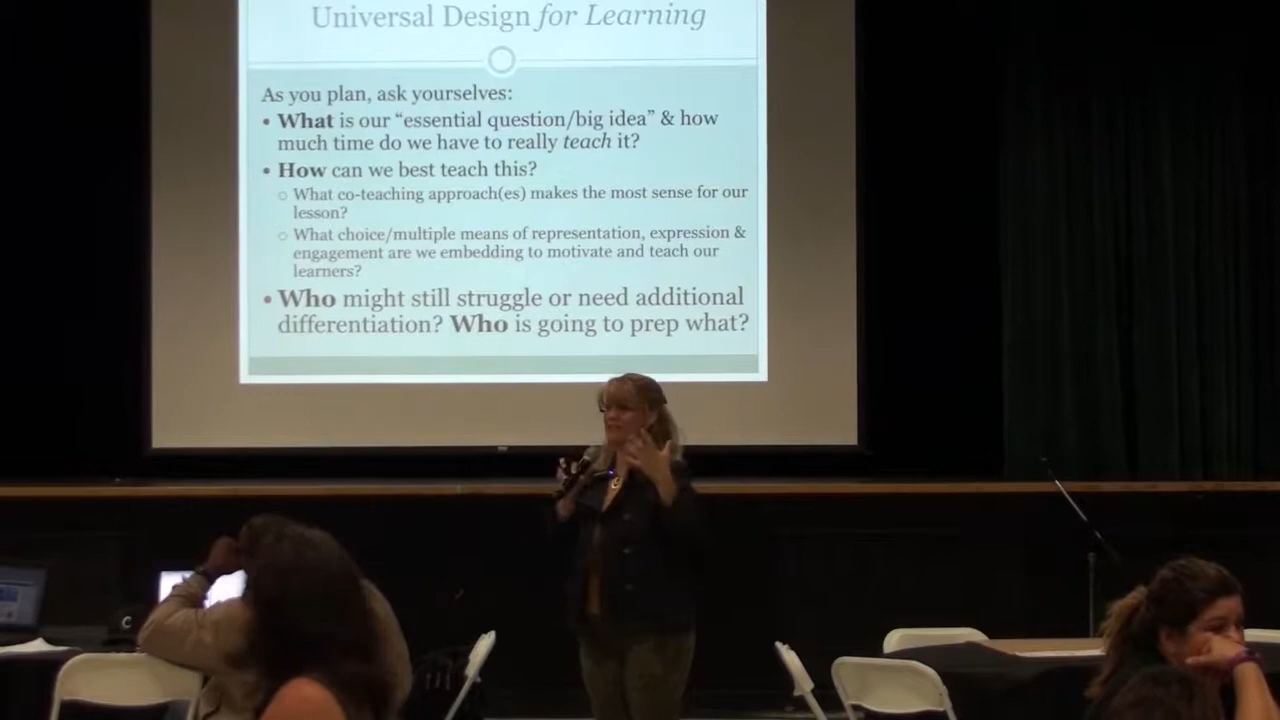 Universal Design for Learning
As you plan, ask yourselves:
• What is our “essential question/big idea” & how
much time do we have to really teach it?
• How can we best teach this?
○ What co-teaching approach(es) makes the most sense for our
lesson?
○ What choice/multiple means of representation, expression &
engagement are we embedding to motivate and teach our
learners?
• Who might still struggle or need additional
differentiation? Who is going to prep what?